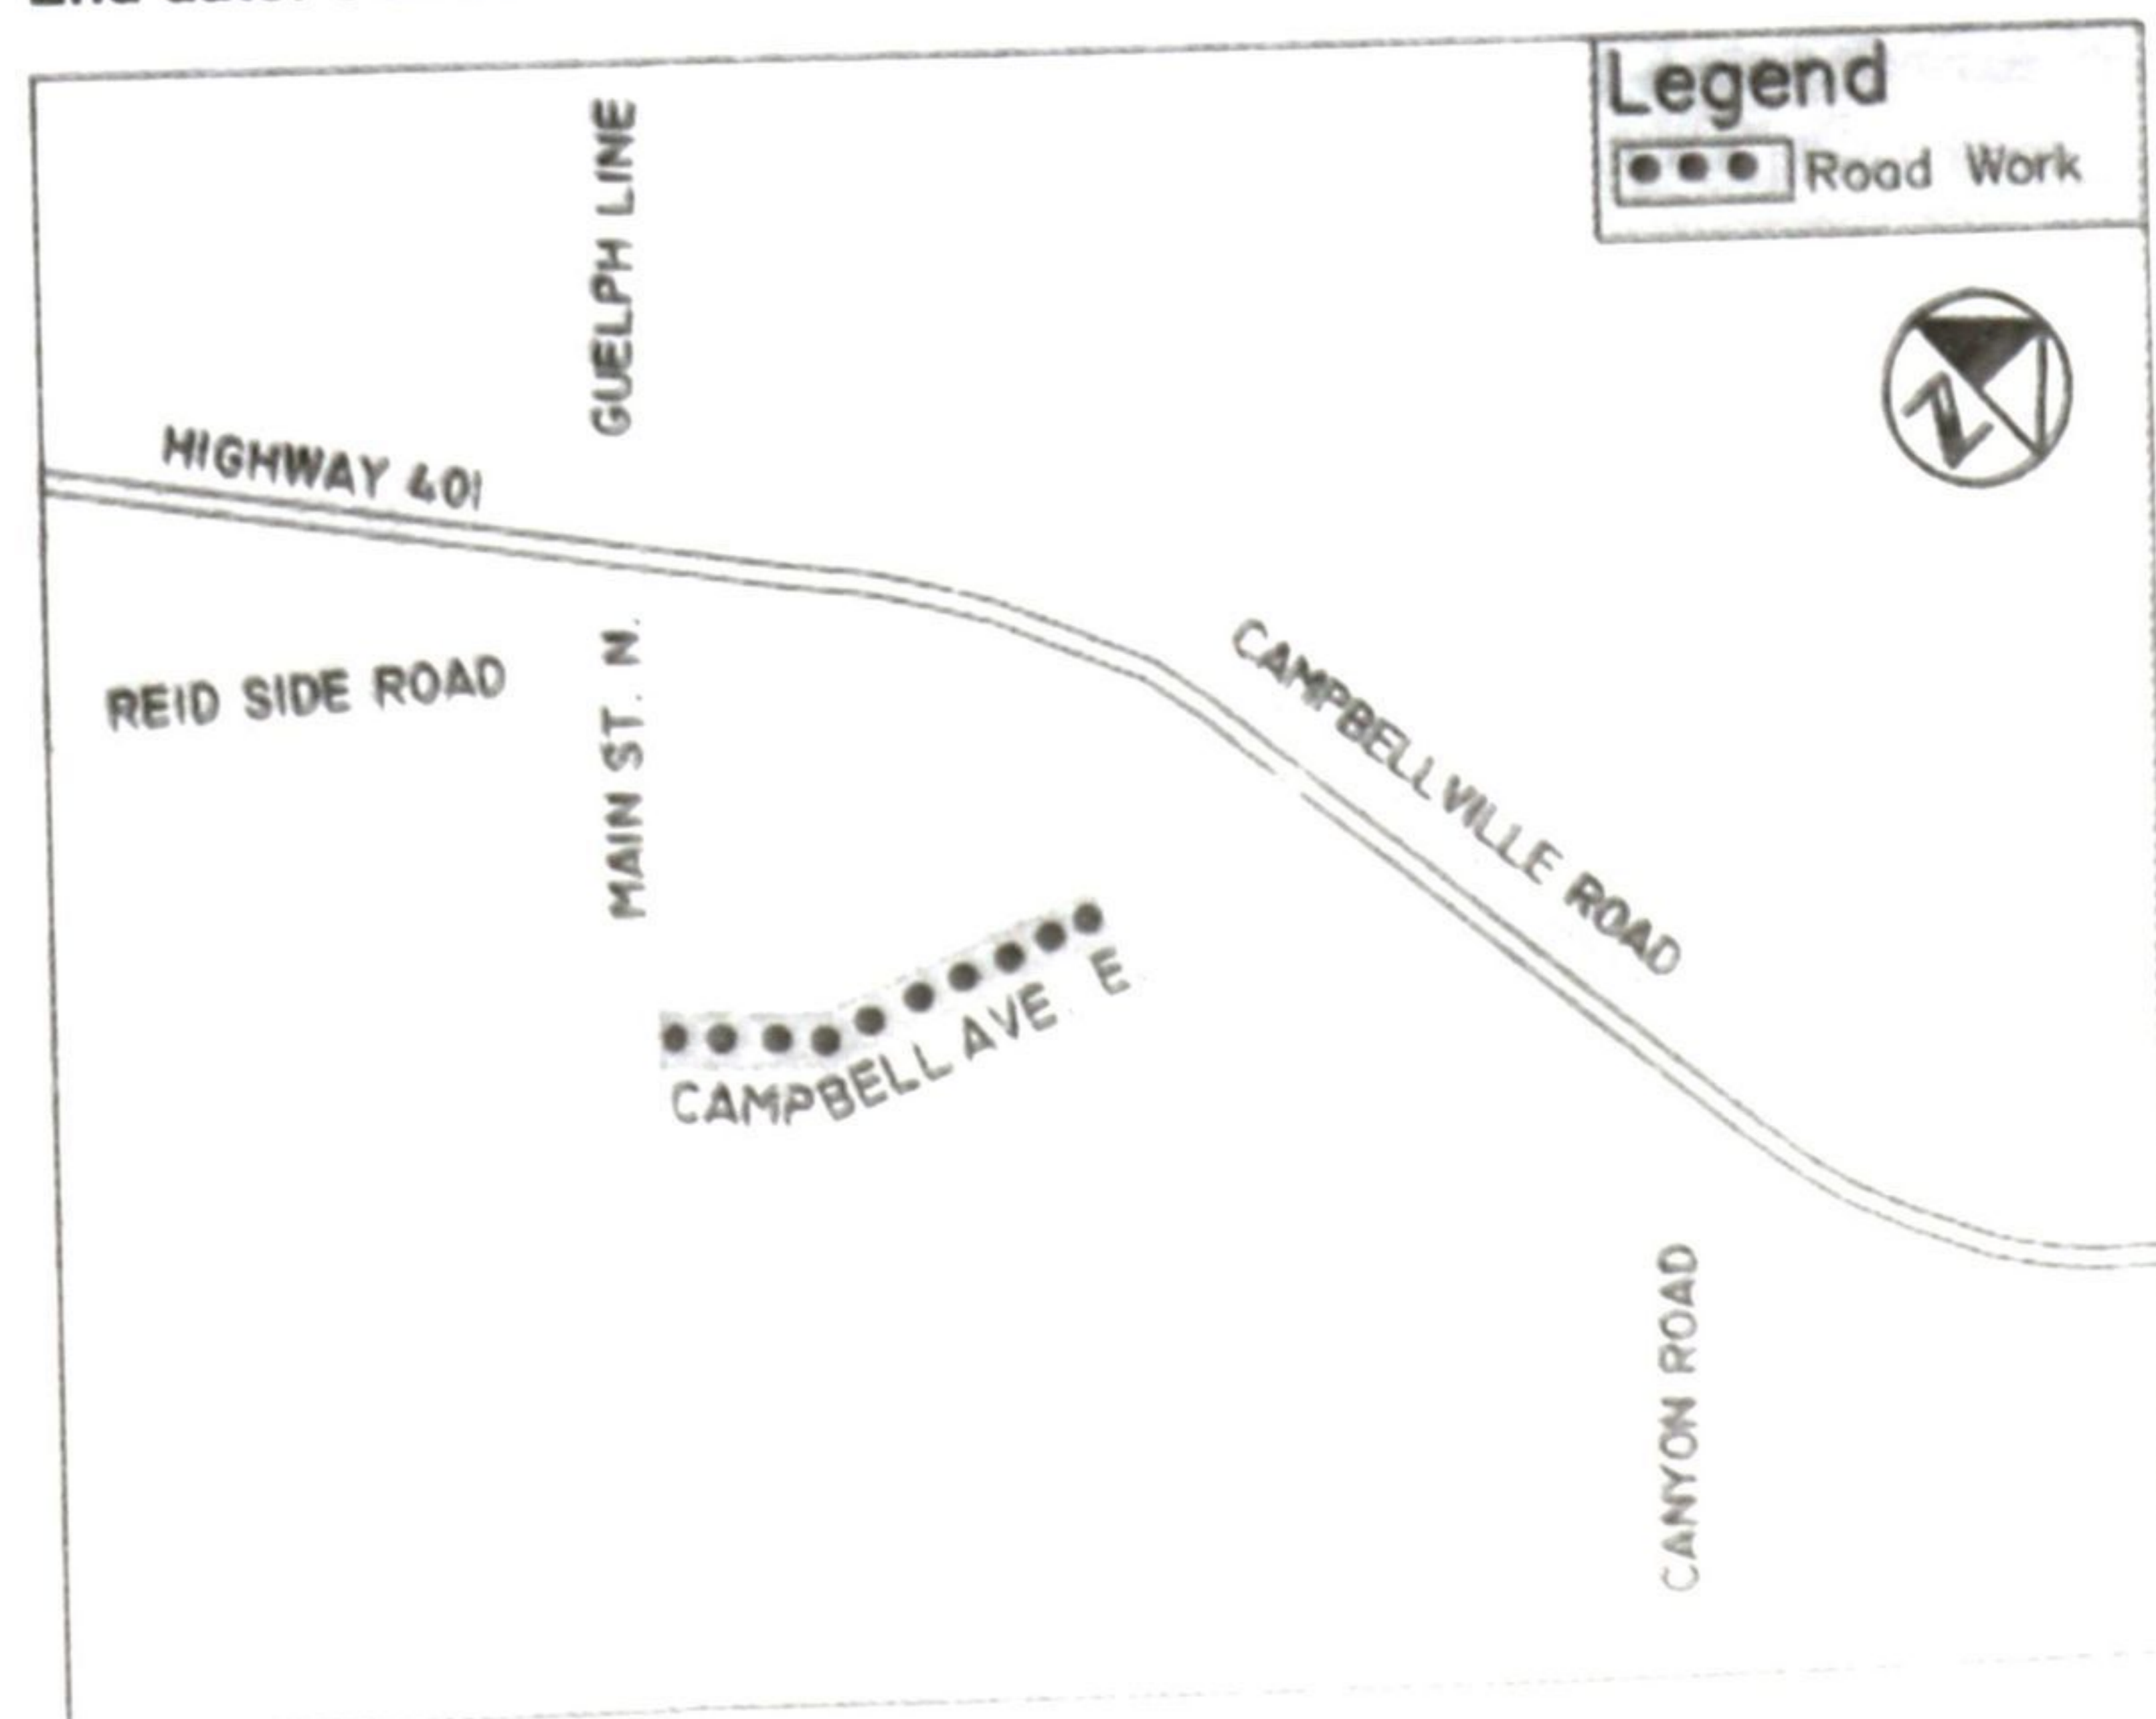 Legend
Road Work
GUELPH LINE
N
HIGHWAY 401
CAMPBELLVILLE ROAD
REID SIDE ROAD
MAIN ST. N.
CAMPBELL AVE E
CANYON ROAD